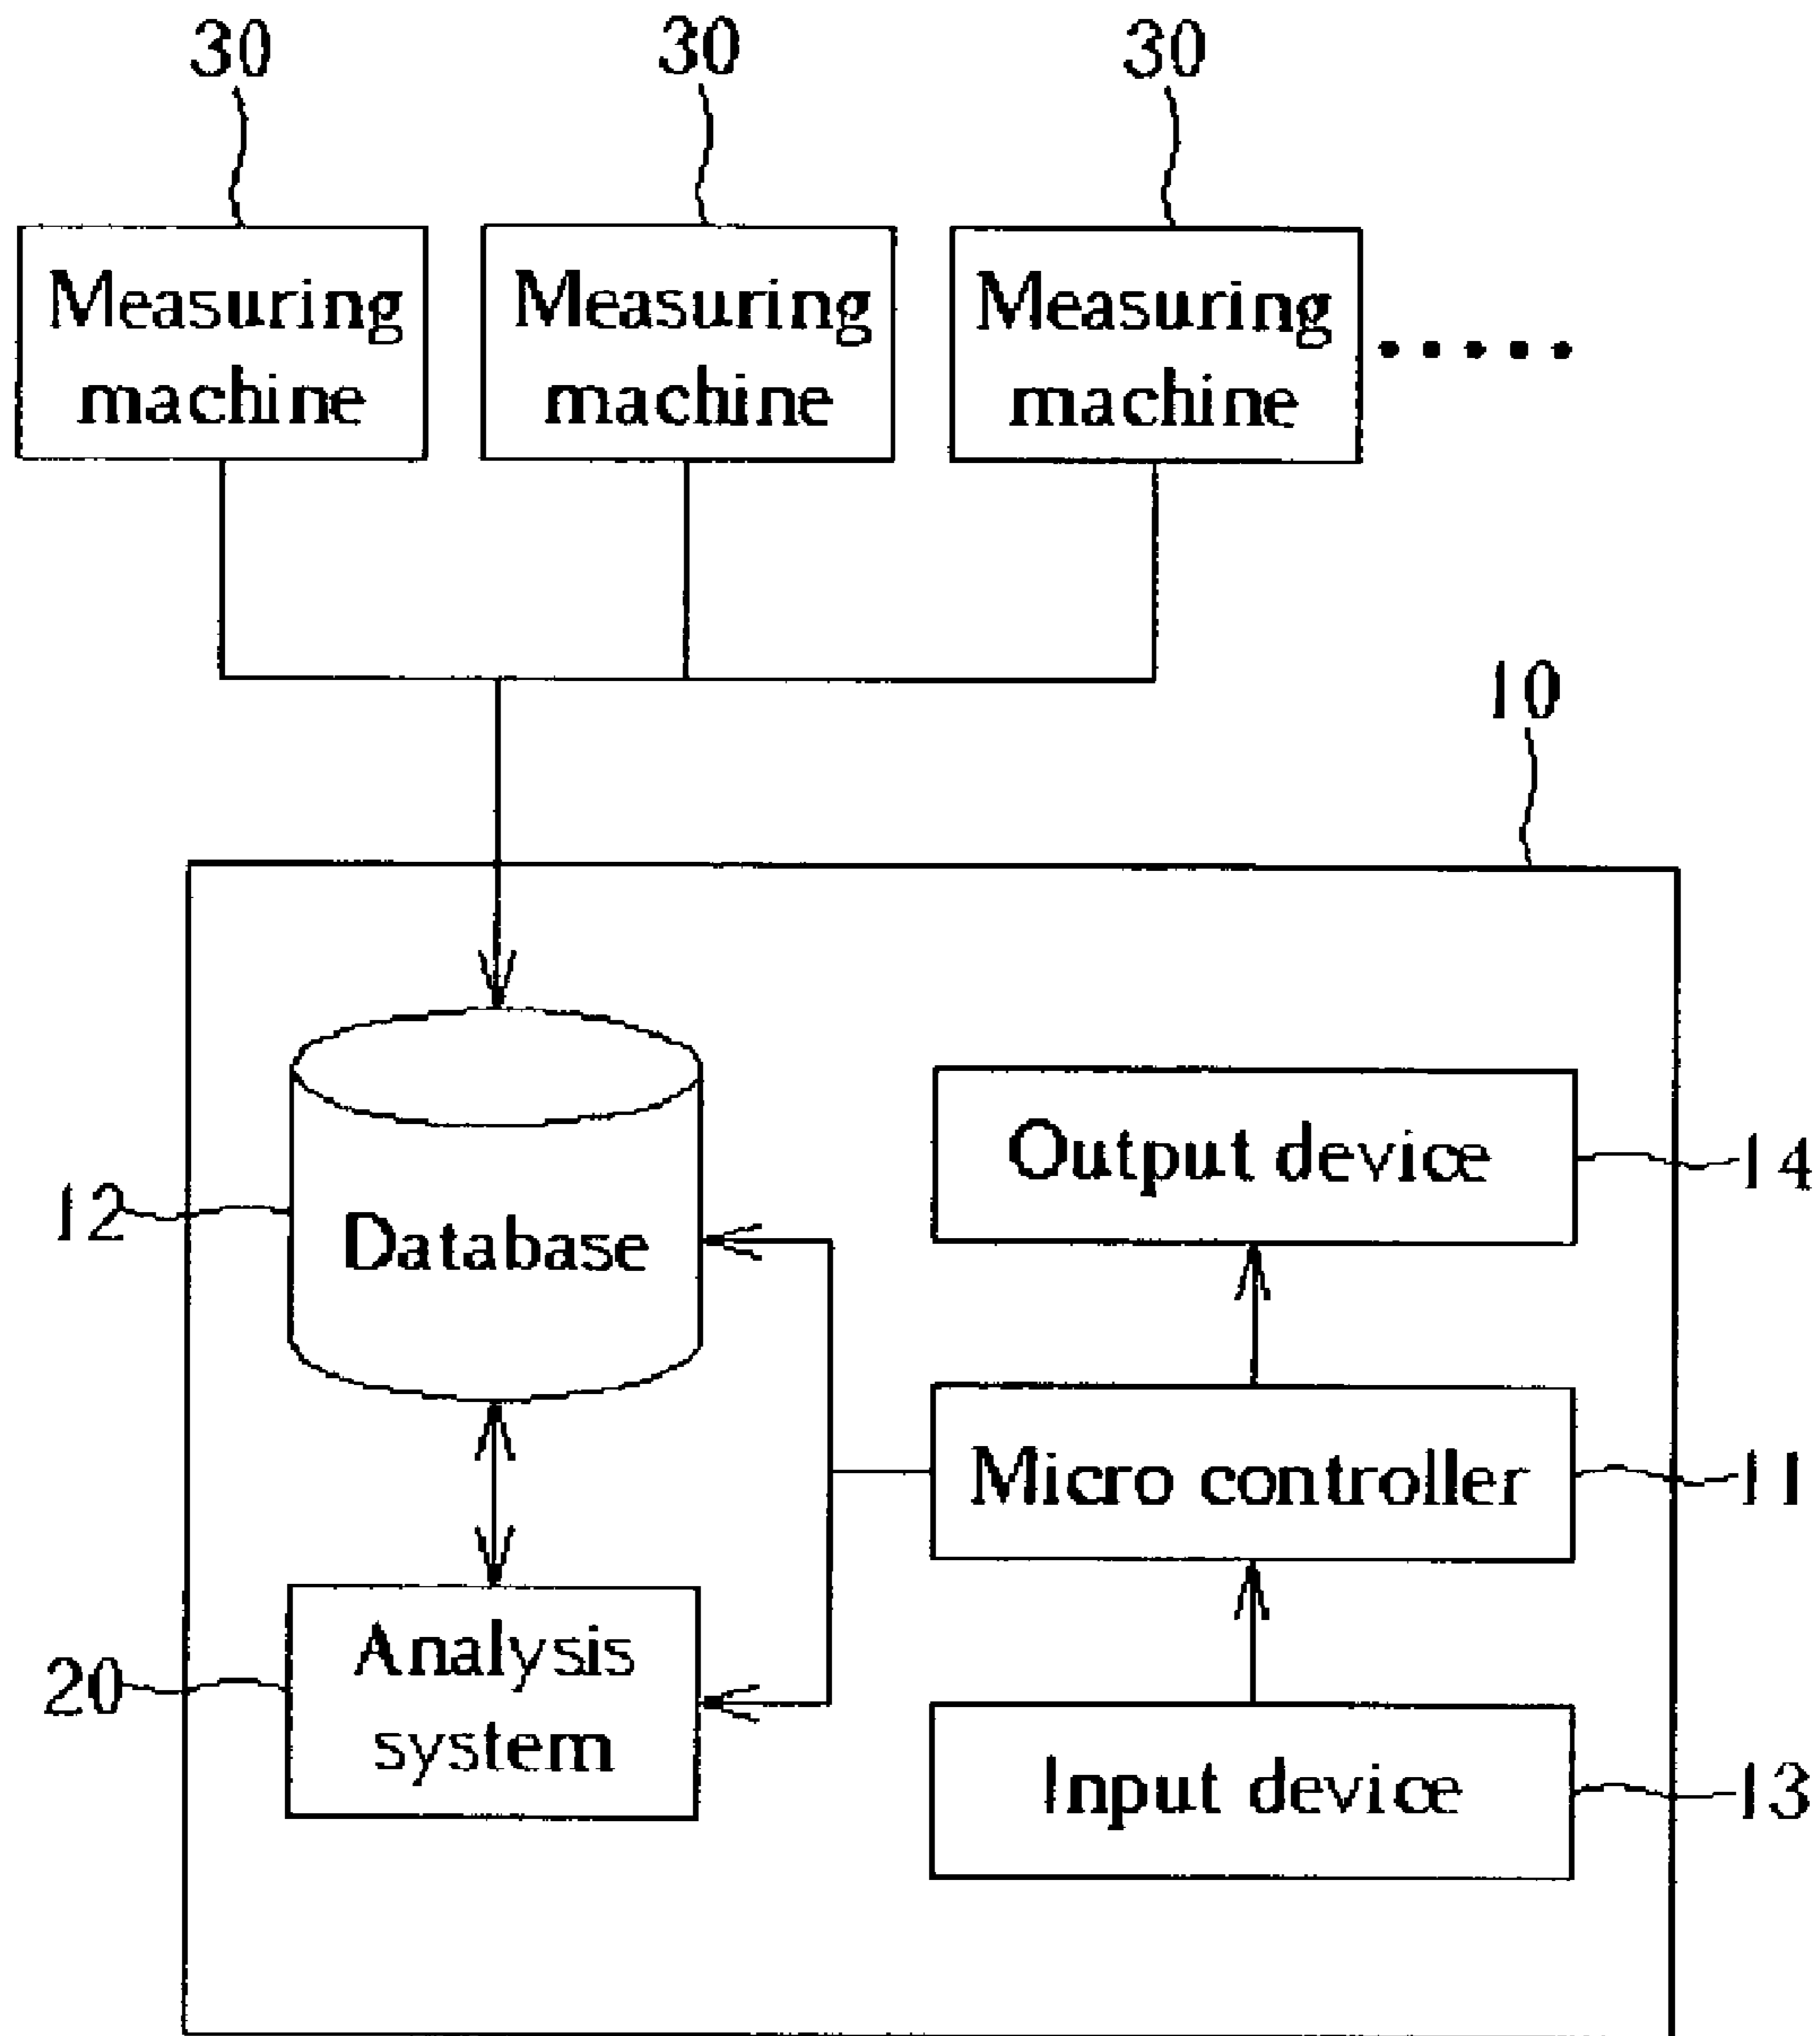 30
30
30
Measuring
machine
Measuring
machine
Measuring
machine
10
Output device
14
12
Database
Micro controller
11
Analysis
system
20
Input device
13